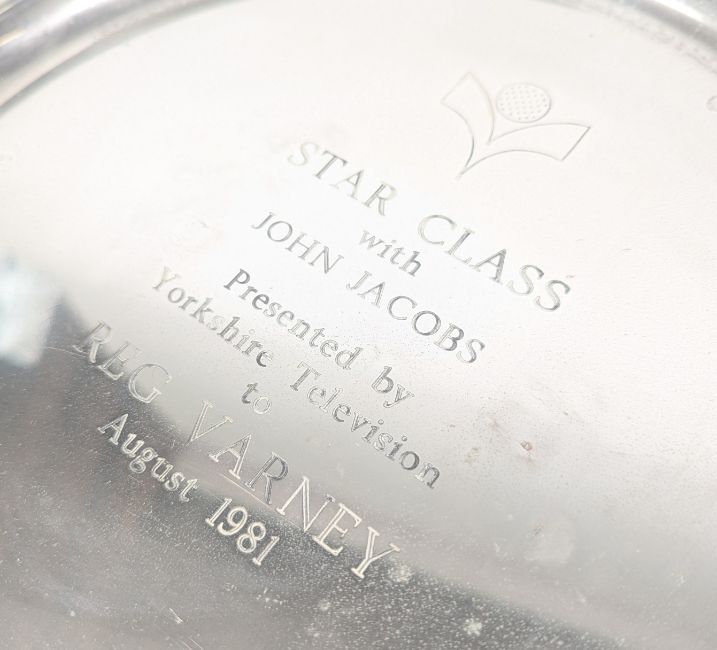 STAR CLASS
with
JOHN JACOBS
Presented by
Yorkshire Television
to
REG VARNEY
August 1981